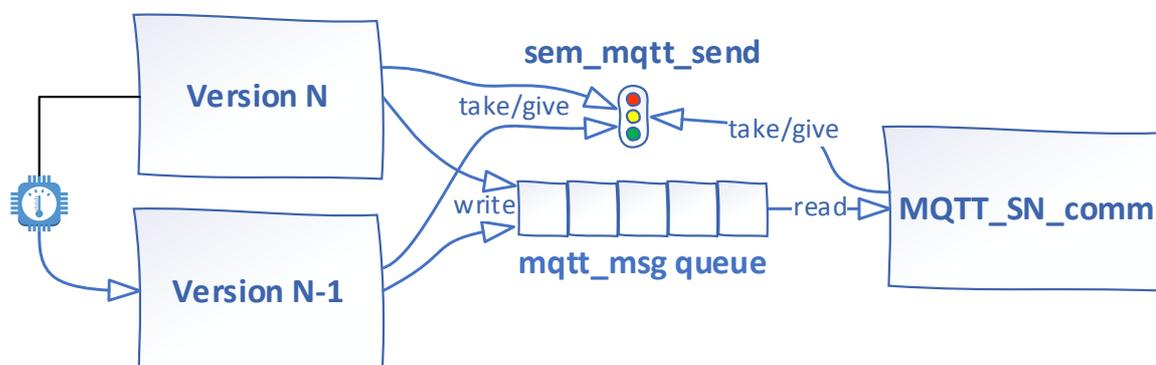 sem_mqtt_send
Version N
take/give
take/give
write
read
MQTT_SN_comm
mqtt_msg queue
Version N-1